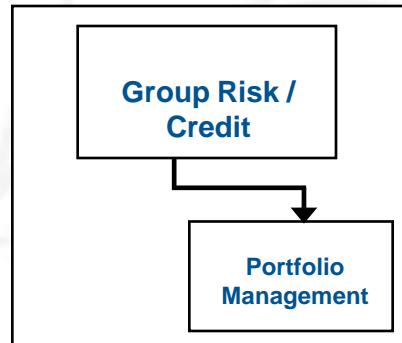 Group Risk /
Credit
Portfolio
Management